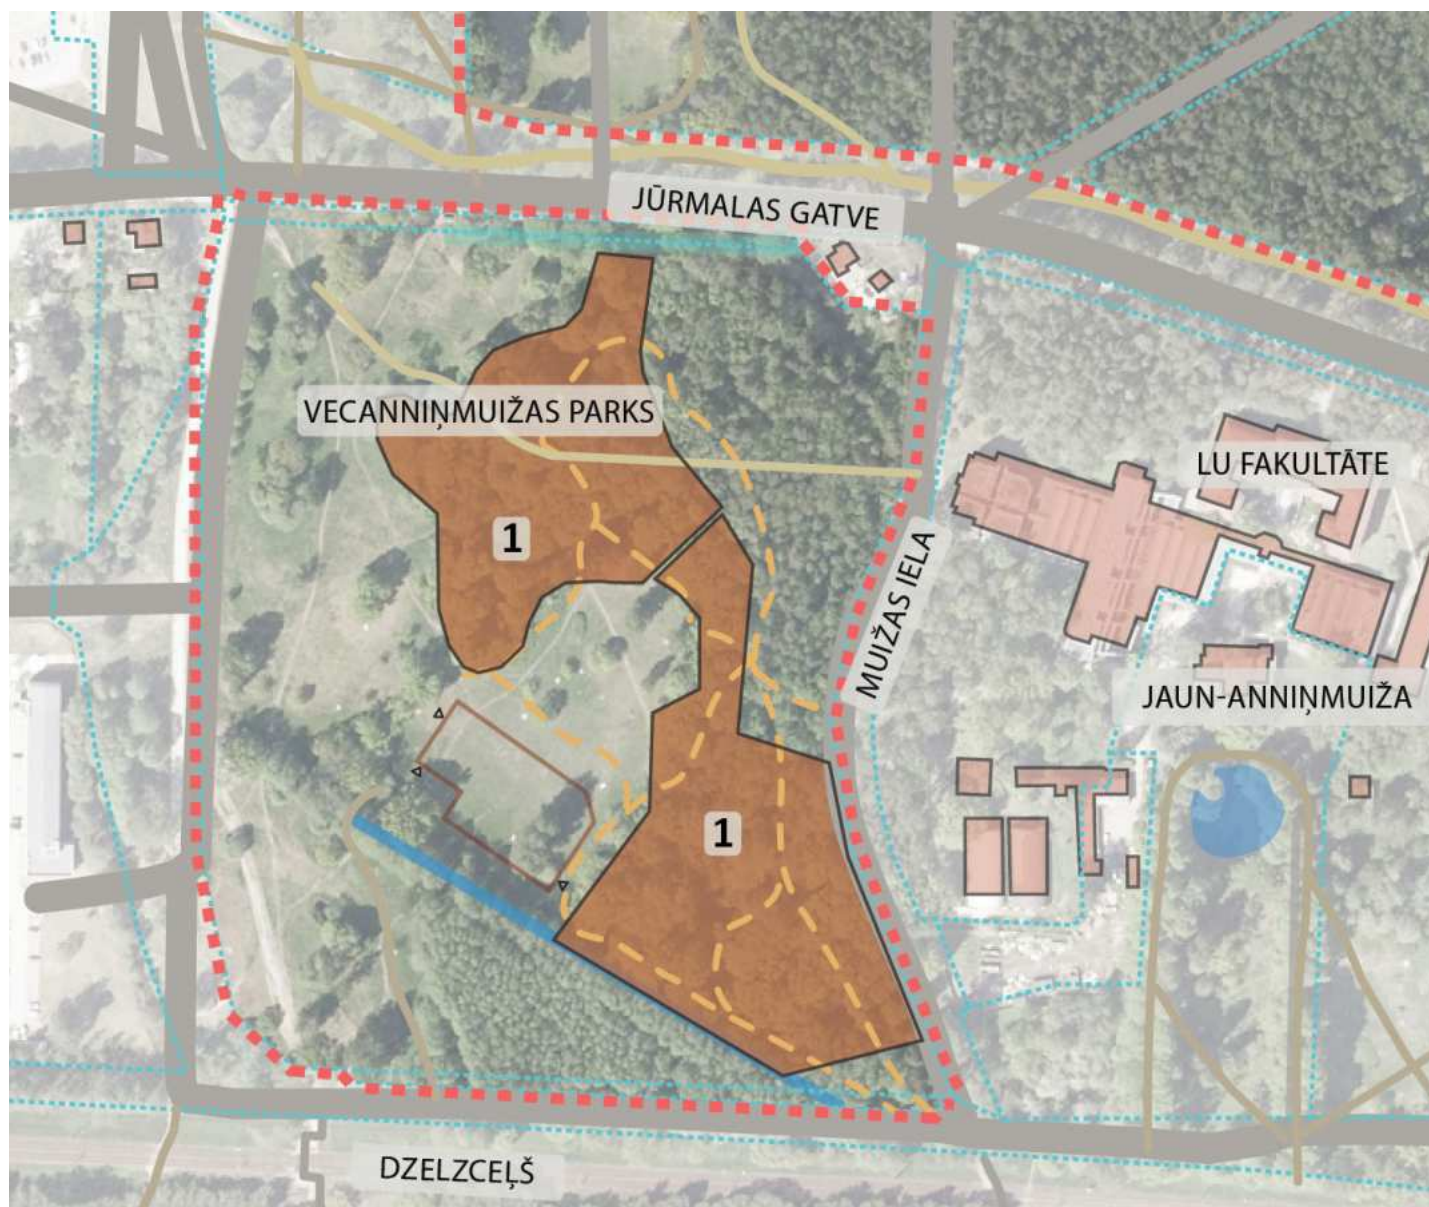 JŪRMALAS GATVE
VECANNIŅMUIŽAS PARKS
LU FAKULTĀTE
1
MUIŽAS IELA
JAUN-ANNIŅMUIŽA
1
DZELZCEĻŠ